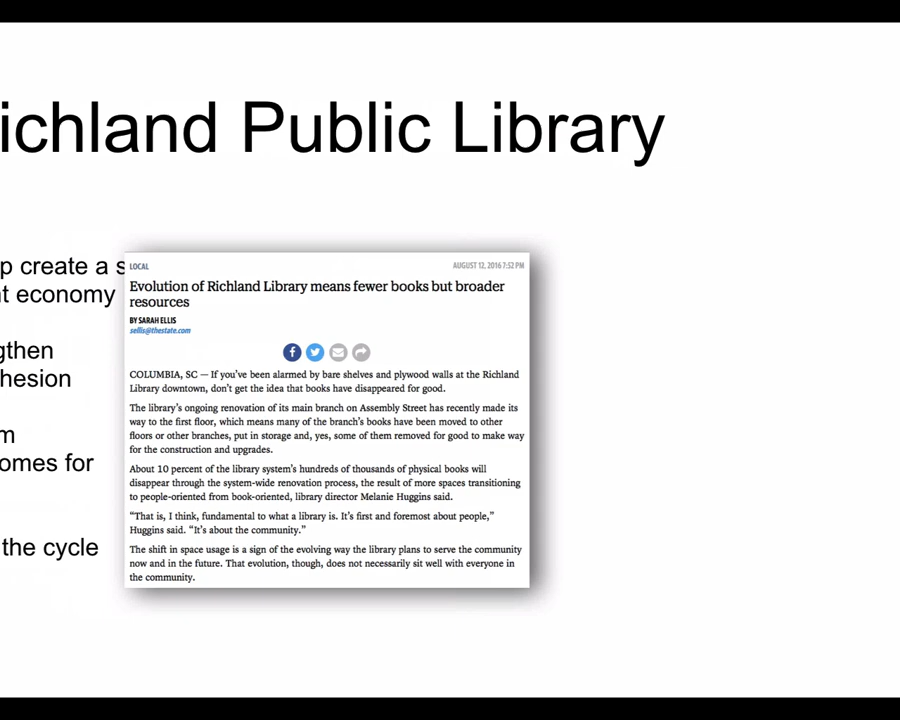 ichland Public Library
p create a s
nt economy
gthen
hesion
m
omes for
the cycle
LOCAL
AUGUST 12, 2016 7:52 PM
Evolution of Richland Library means fewer books but broader
resources
BY SARAH ELLIS
sellis@thestate.com
COLUMBIA, SC — If you’ve been alarmed by bare shelves and plywood walls at the Richland
Library downtown, don’t get the idea that books have disappeared for good.
The library’s ongoing renovation of its main branch on Assembly Street has recently made its
way to the first floor, which means many of the branch’s books have been moved to other
floors or other branches, put in storage and, yes, some of them removed for good to make way
for the construction and upgrades.
About 10 percent of the library system’s hundreds of thousands of physical books will
disappear through the system-wide renovation process, the result of more spaces transitioning
to people-oriented from book-oriented, library director Melanie Huggins said.
“That is, I think, fundamental to what a library is. It’s first and foremost about people,”
Huggins said. “It’s about the community.”
The shift in space usage is a sign of the evolving way the library plans to serve the community
now and in the future. That evolution, though, does not necessarily sit well with everyone in
the community.